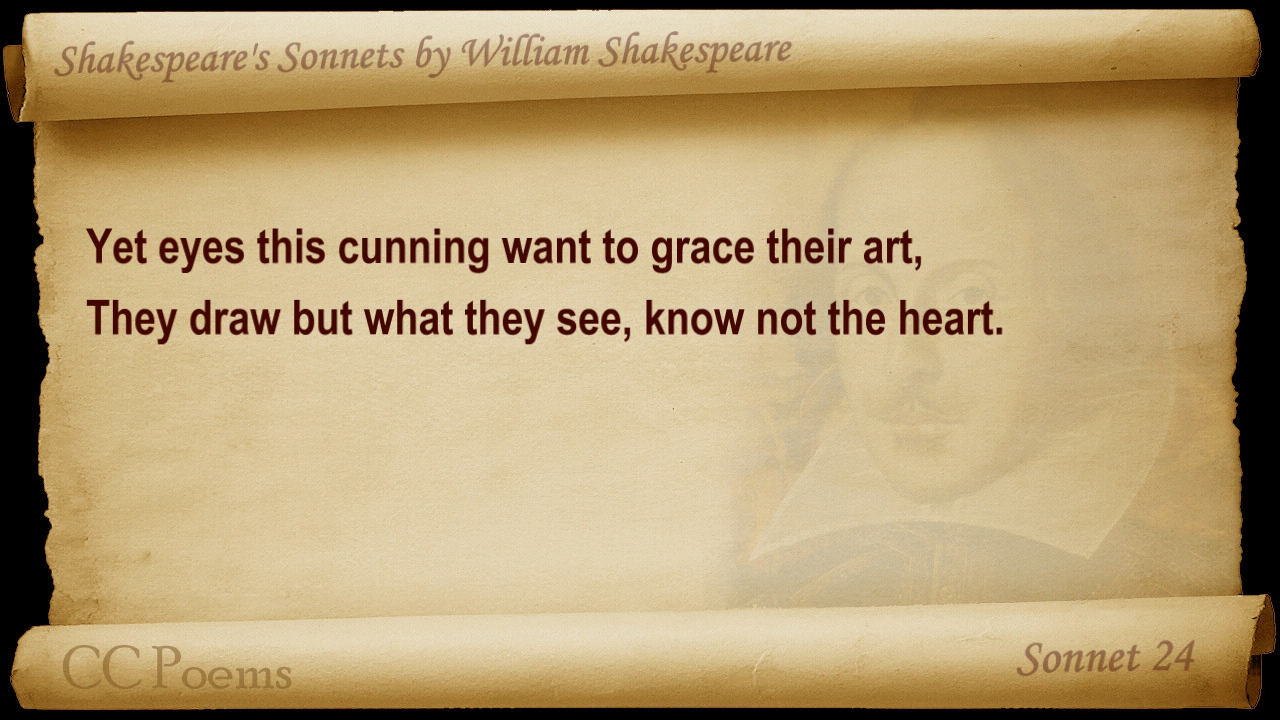 Shakespeare's Sonnets by William Shakespeare
Yet eyes this cunning want to grace their art,
They draw but what they see, know not the heart.
CC Poems
Sonnet 24